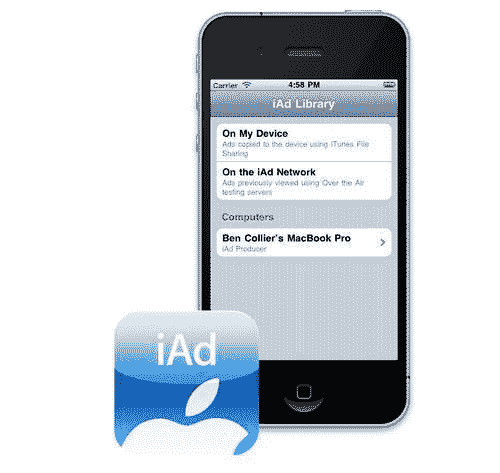 Carrier 4:58 PM
iAd Library
On My Device
Ads copied to the device using iTunes File
Sharing
On the iAd Network
Ads previously viewed using Over the Air
testing servers
Computers
Ben Collier's MacBook Pro
iAd Producer
iAd